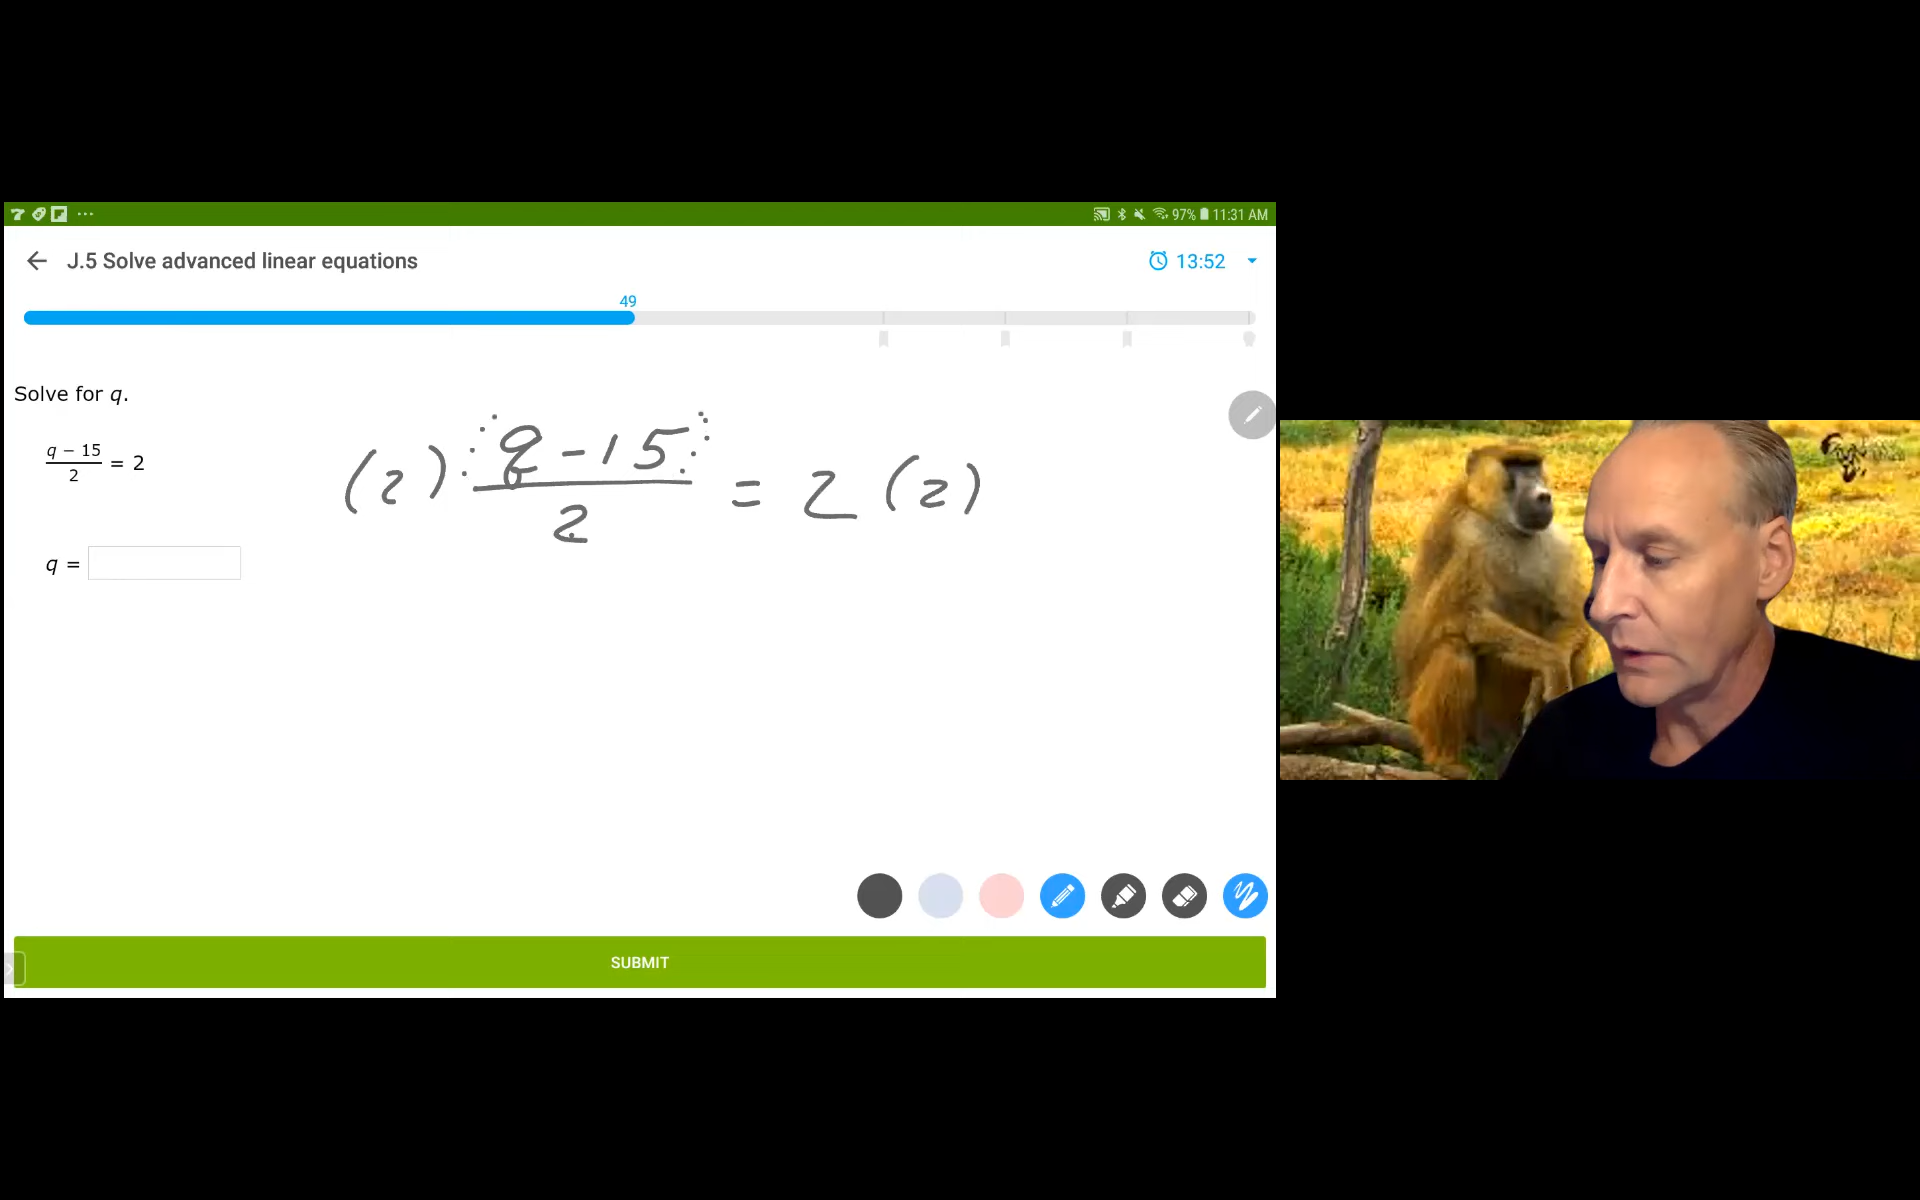 97% 11:31 AM
J.5 Solve advanced linear equations
13:52
49
Solve for q.
q − 15
2
= 2
q =
(2) q - 15
2
= 2 (2)
SUBMIT